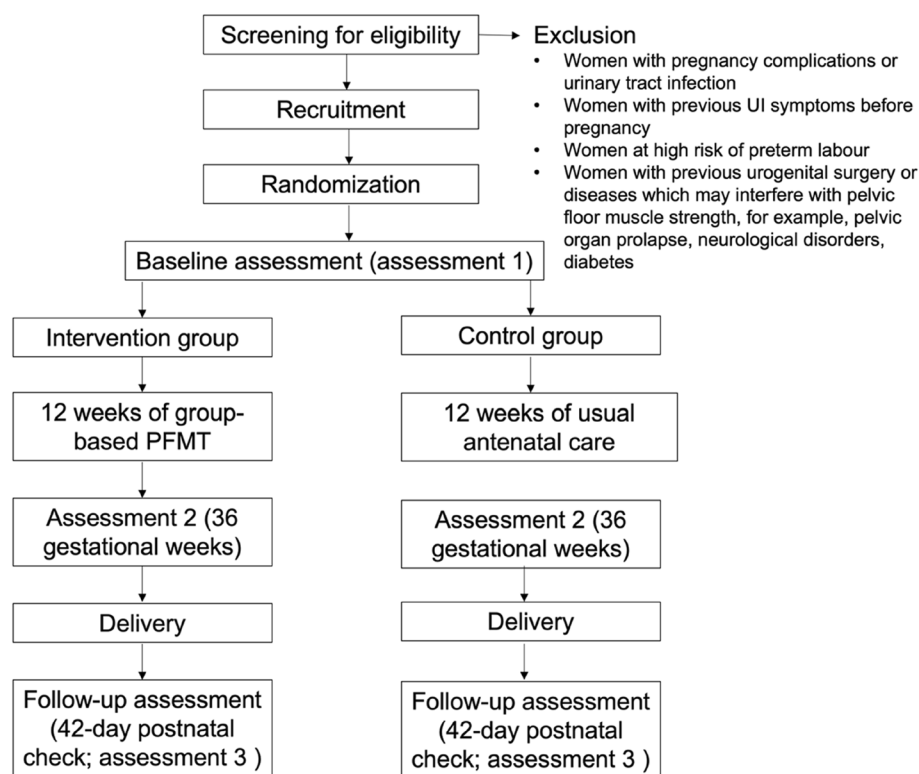 Screening for eligibility
Exclusion
• Women with pregnancy complications or
urinary tract infection
• Women with previous UI symptoms before
pregnancy
• Women at high risk of preterm labour
• Women with previous urogenital surgery or
diseases which may interfere with pelvic
floor muscle strength, for example, pelvic
organ prolapse, neurological disorders,
diabetes
Recruitment
Randomization
Baseline assessment (assessment 1)
Intervention group
Control group
12 weeks of group-
based PFMT
12 weeks of usual
antenatal care
Assessment 2 (36
gestational weeks)
Assessment 2 (36
gestational weeks)
Delivery
Delivery
Follow-up assessment
(42-day postnatal
check; assessment 3 )
Follow-up assessment
(42-day postnatal
check; assessment 3 )